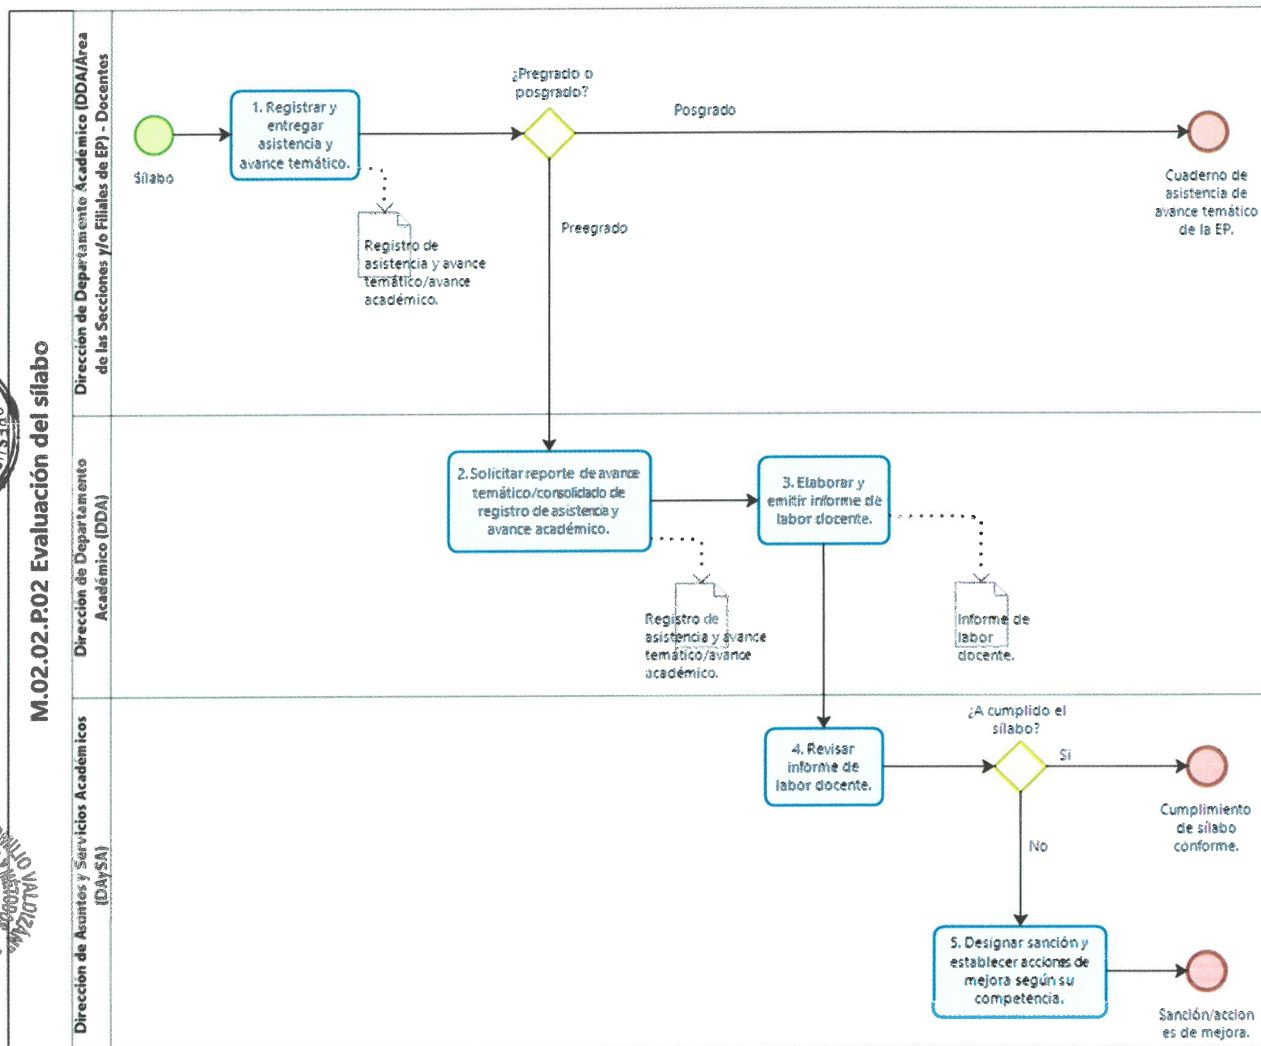 M.02.02.P.02 Evaluación del sílabo
Dirección de Departamento Académico (DDA/Área
de las Secciones y/o Filiales de EP) - Docentes
Sílabo
1. Registrar y
entregar
asistencia y
avance temático.
Registro de
asistencia y avance
temático/avance
académico.
¿Pregrado o
posgrado?
Posgrado
Preegrado
Cuaderno de
asistencia de
avance temático
de la EP.
Dirección de Departamento
Académico (DDA)
2. Solicitar reporte de avance
temático/consolidado de
registro de asistencia y
avance académico.
Registro de
asistencia y avance
temático/avance
académico.
3. Elaborar y
emitir informe de
labor docente.
Informe de
labor
docente.
Dirección de Asuntos y Servicios Académicos
(DAySA)
4. Revisar
informe de
labor docente.
¿A cumplido el
sílabo?
Si
No
Cumplimiento
de sílabo
conforme.
5. Designar sanción y
establecer acciones de
mejora según su
competencia.
Sanción/accion
es de mejora.
VALDIZÁN